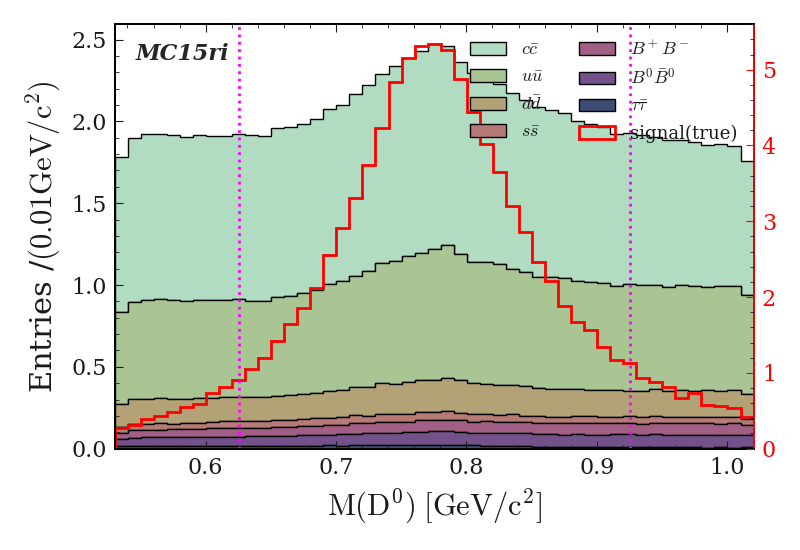 MC15ri
Entries /(0.01GeV/c²)
2.5
2.0
1.5
1.0
0.5
0.0
cc̄
uū
dd̄
ss̄
B⁺B⁻
B⁰B̄⁰
ττ̄
signal(true)
5
4
3
2
1
0
0.6 0.7 0.8 0.9 1.0
M(D⁰) [GeV/c²]